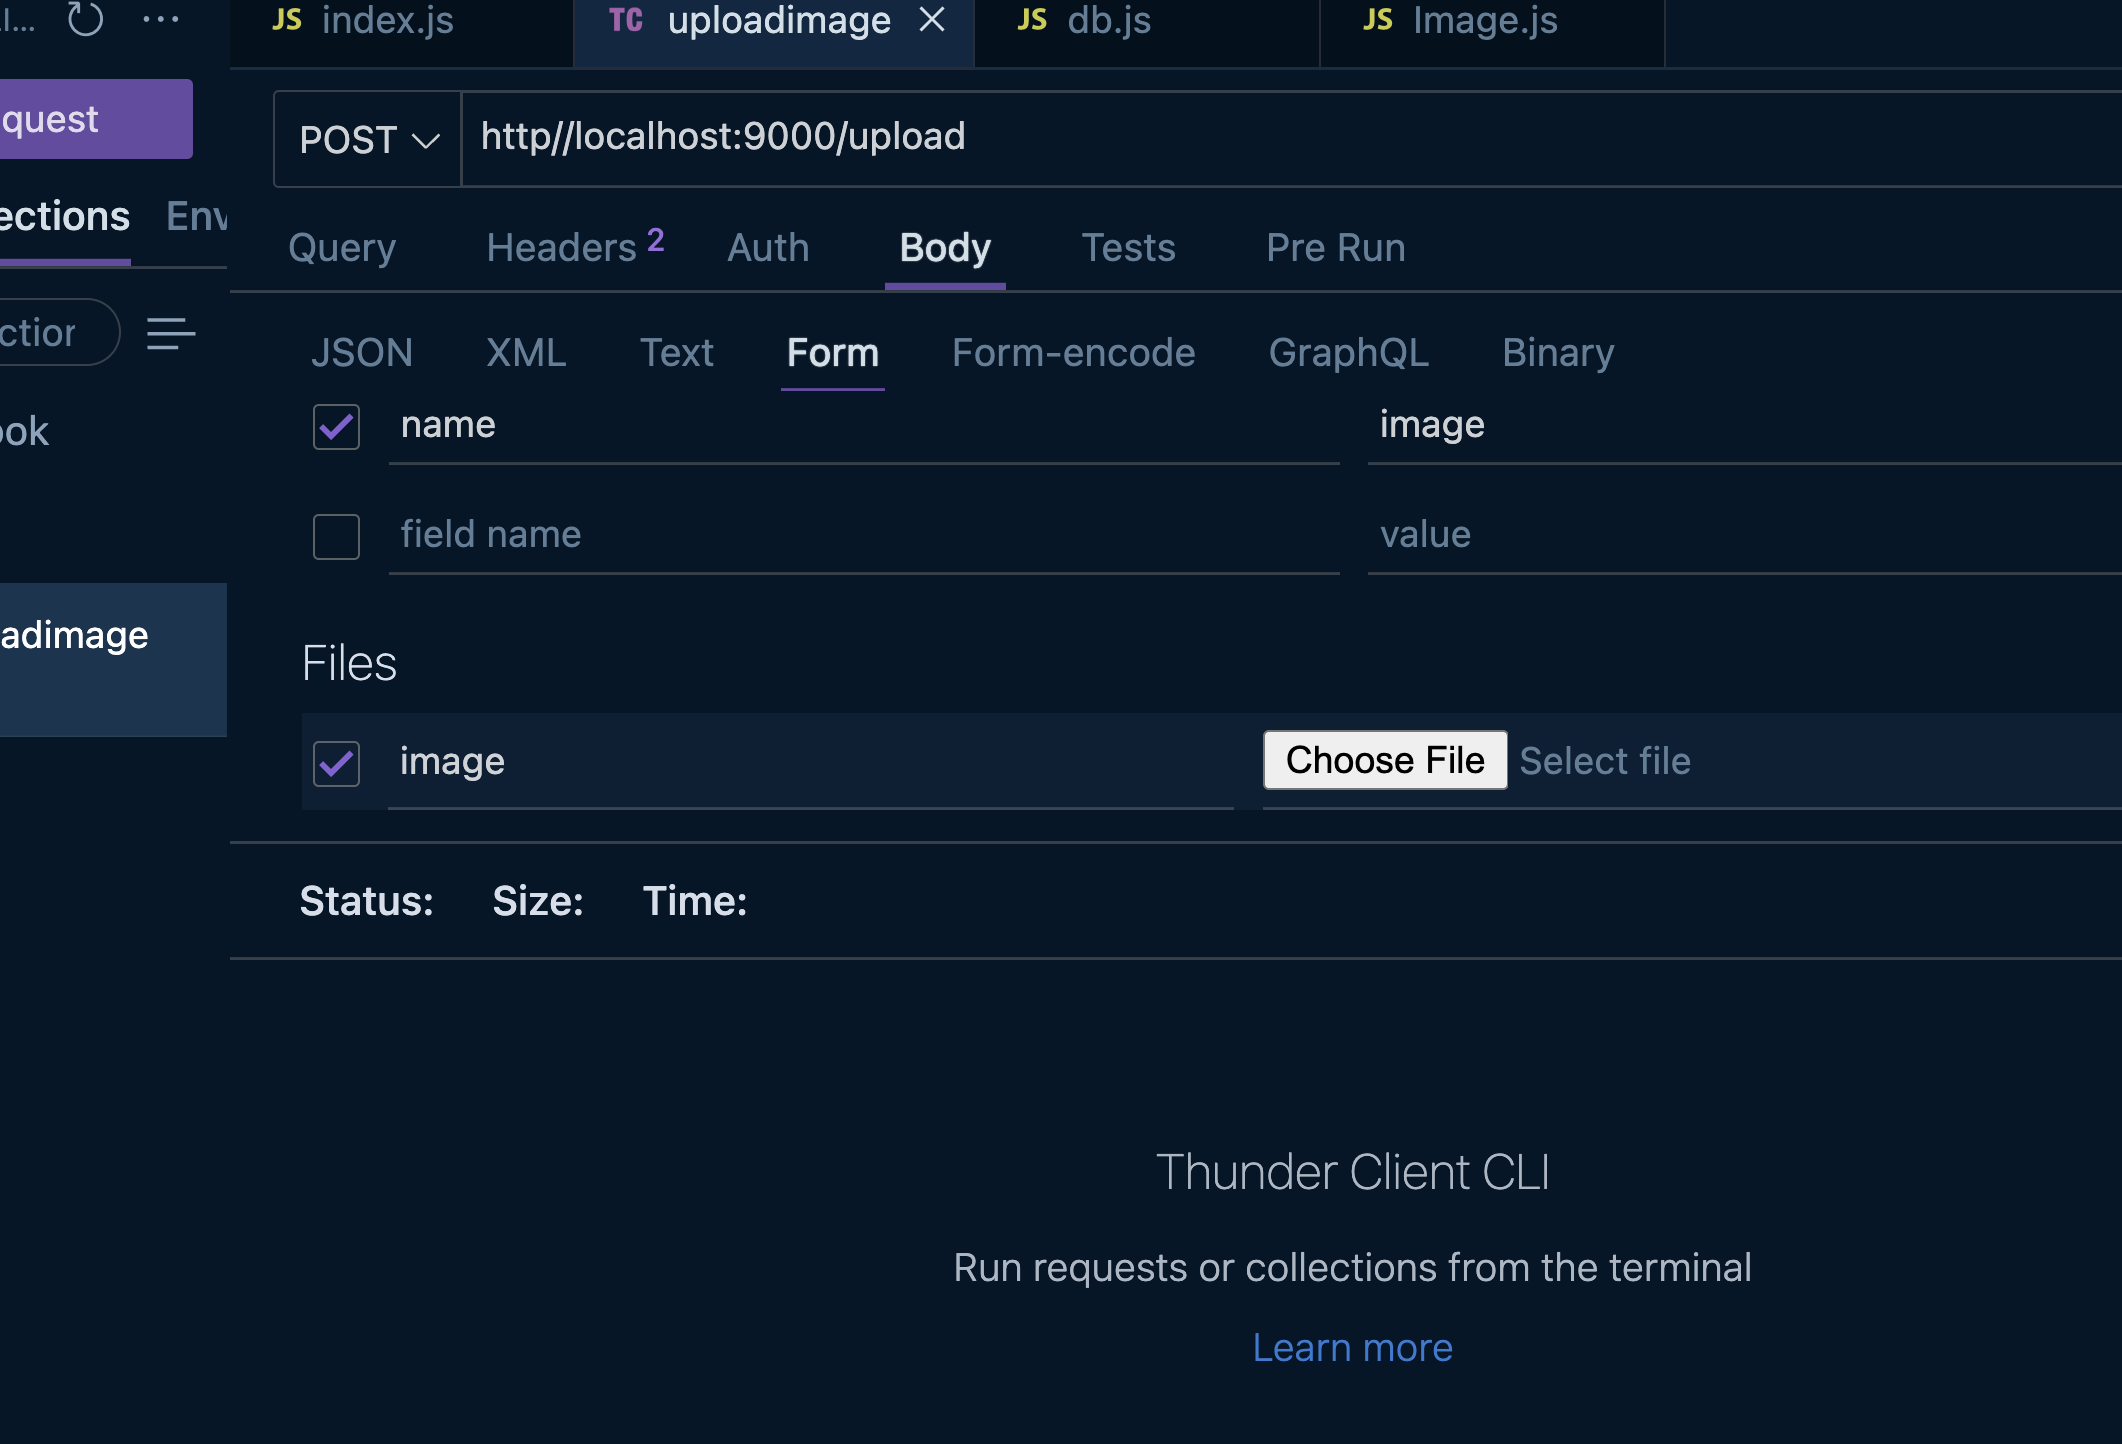 JS index.js TC uploadimage JS db.js JS Image.js
quest
POST http//localhost:9000/upload
ections Env
Query Headers 2 Auth Body Tests Pre Run
JSON XML Text Form Form-encode GraphQL Binary
name image
field name value
ook
Files
adimage
image Choose File Select file
Status: Size: Time:
Thunder Client CLI
Run requests or collections from the terminal
Learn more